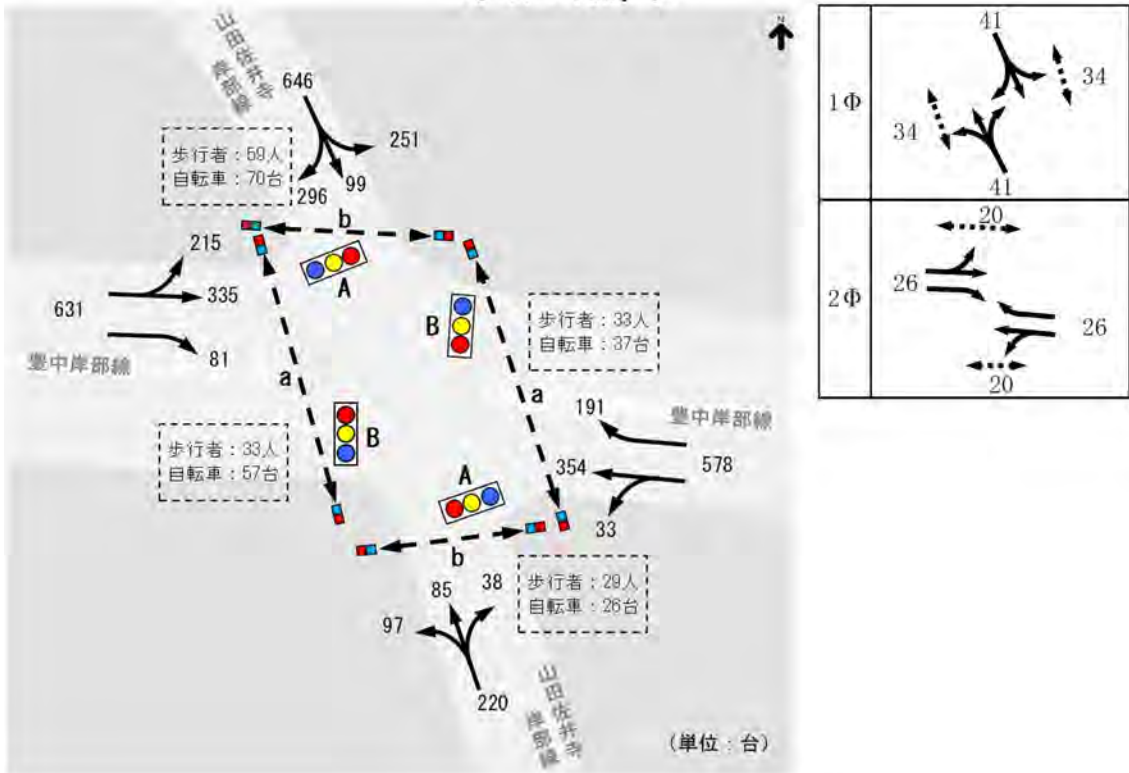 N
山田佐井寺
岸部線
646
251
歩行者：59人
自転車：70台
296
99
b
A
215
631
335
豊中岸部線
81
a
B
歩行者：33人
自転車：37台
a
歩行者：33人
自転車：57台
B
191
豊中岸部線
354
578
A
33
b
歩行者：29人
自転車：26台
85
38
97
220
山田佐井寺
岸部線
(単位：台)
1Φ
41
34
34
41
2Φ
20
26
26
20